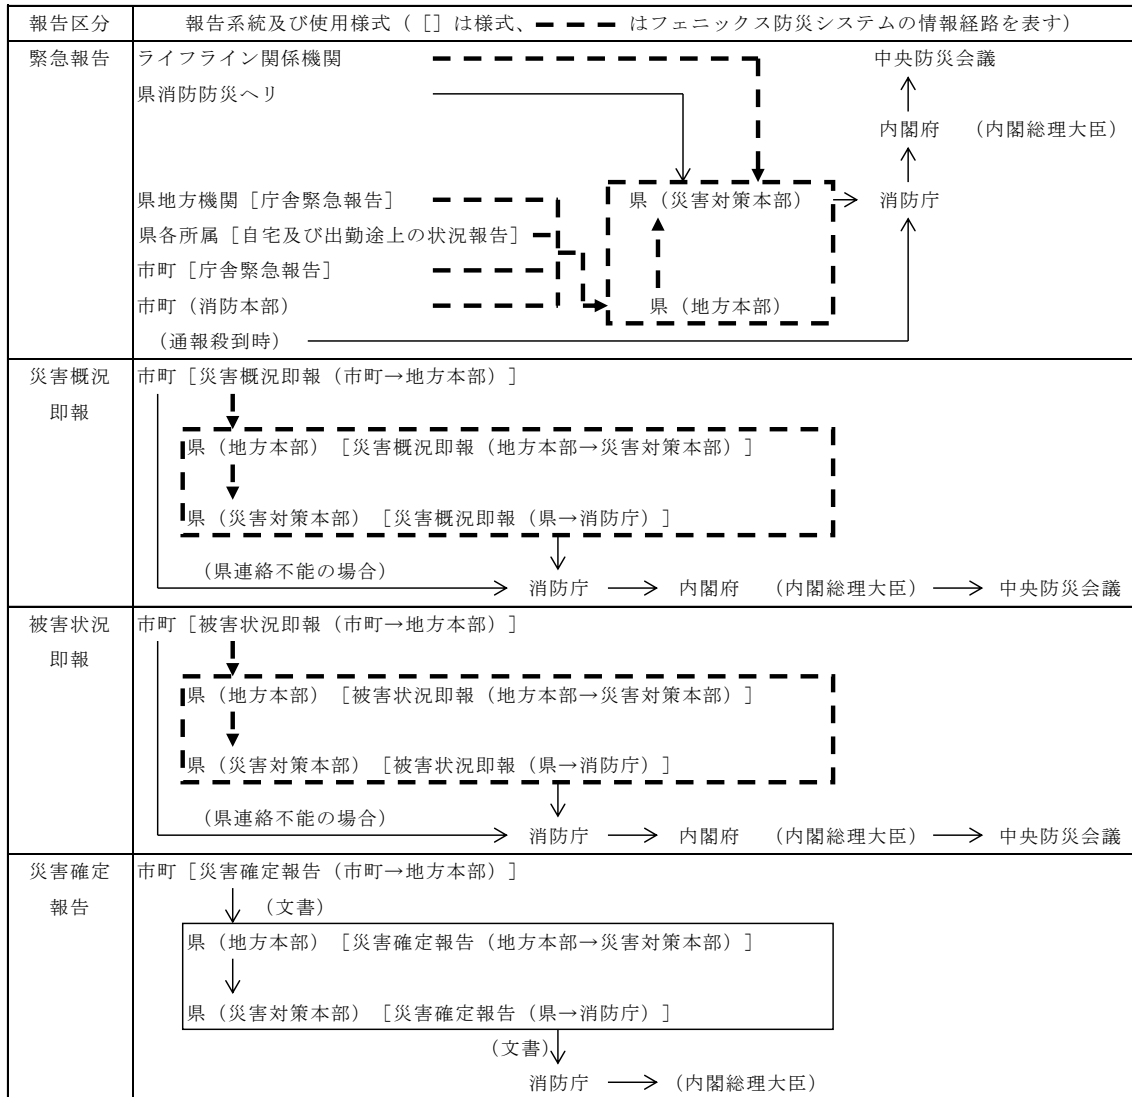 報告区分
報告系統及び使用様式（［］は様式、 はフェニックス防災システムの情報経路を表す）
緊急報告
ライフライン関係機関
中央防災会議
県消防防災ヘリ
内閣府 （内閣総理大臣）
県地方機関［庁舎緊急報告］
県（災害対策本部）
消防庁
県各所属［自宅及び出勤途上の状況報告］
市町［庁舎緊急報告］
市町（消防本部）
県（地方本部）
（通報殺到時）
災害概況
即報
市町［災害概況即報（市町→地方本部）］
県（地方本部）［災害概況即報（地方本部→災害対策本部）］
県（災害対策本部）［災害概況即報（県→消防庁）］
（県連絡不能の場合）
消防庁 内閣府 （内閣総理大臣） 中央防災会議
被害状況
即報
市町［被害状況即報（市町→地方本部）］
県（地方本部）［被害状況即報（地方本部→災害対策本部）］
県（災害対策本部）［被害状況即報（県→消防庁）］
（県連絡不能の場合）
消防庁 内閣府 （内閣総理大臣） 中央防災会議
災害確定
報告
市町［災害確定報告（市町→地方本部）］
（文書）
県（地方本部）［災害確定報告（地方本部→災害対策本部）］
県（災害対策本部）［災害確定報告（県→消防庁）］
（文書）
消防庁 （内閣総理大臣）